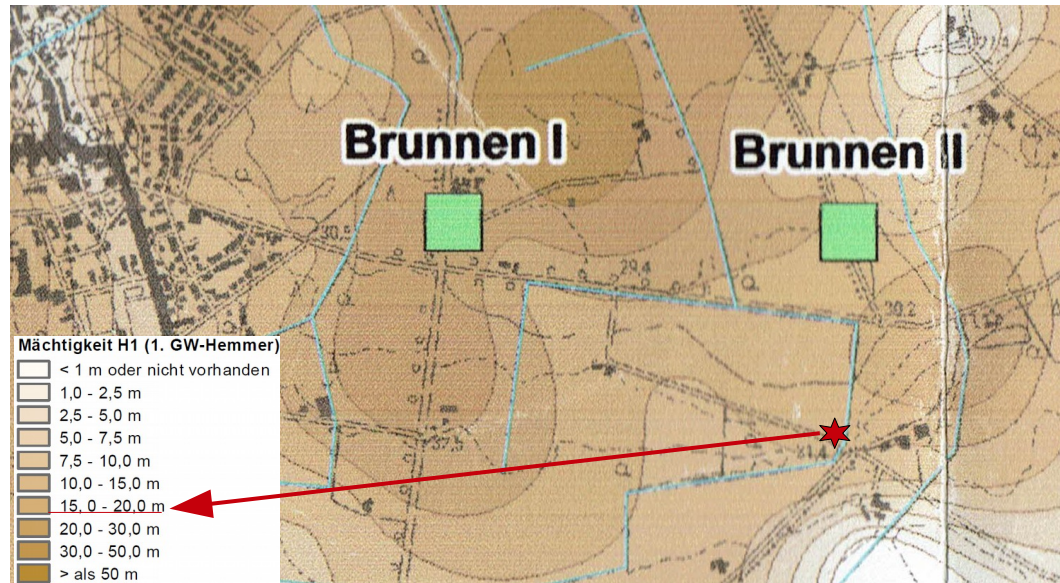 Brunnen I
Brunnen II
30,5
29,4
30,2
31,4
Mächtigkeit H1 (1. GW-Hemmer)
< 1 m oder nicht vorhanden
1,0 - 2,5 m
2,5 - 5,0 m
5,0 - 7,5 m
7,5 - 10,0 m
10,0 - 15,0 m
15, 0 - 20,0 m
20,0 - 30,0 m
30,0 - 50,0 m
> als 50 m